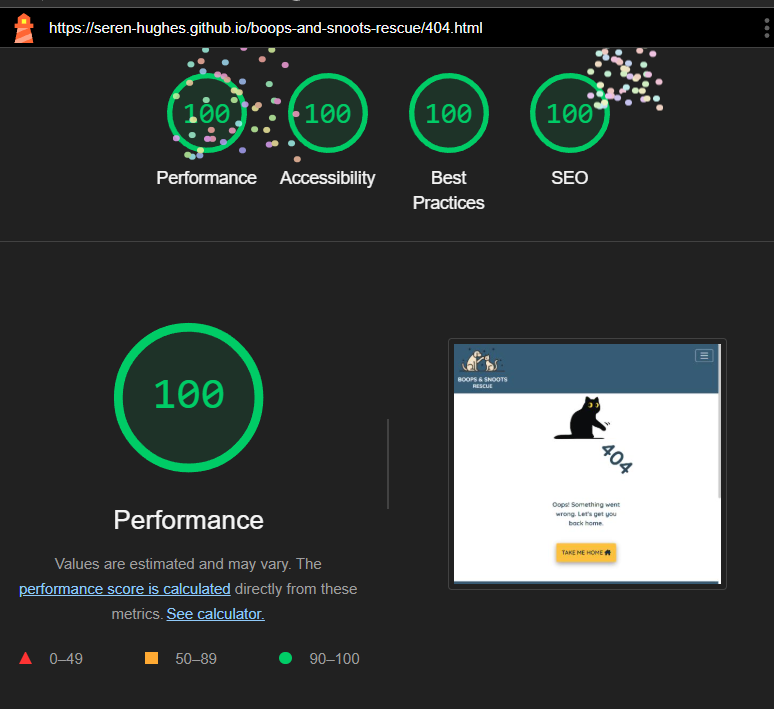 https://seren-hughes.github.io/boops-and-snoots-rescue/404.html
100
100
100
100
Performance
Accessibility
Best
Practices
SEO
100
Performance
Values are estimated and may vary. The
performance score is calculated directly from these
metrics. See calculator.
0–49
50–89
90–100
BOOPS & SNOOTS
RESCUE
404
Oops! Something went
wrong. Let's get you
back home.
TAKE ME HOME